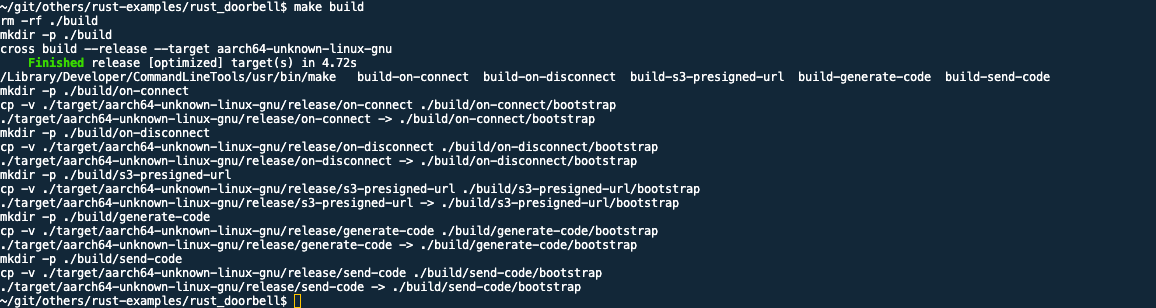 ~/git/others/rust-examples/rust_doorbell$ make build
rm -rf ./build
mkdir -p ./build
cross build --release --target aarch64-unknown-linux-gnu
    Finished release [optimized] target(s) in 4.72s
/Library/Developer/CommandLineTools/usr/bin/make   build-on-connect  build-on-disconnect  build-s3-presigned-url  build-generate-code  build-send-code
mkdir -p ./build/on-connect
cp -v ./target/aarch64-unknown-linux-gnu/release/on-connect ./build/on-connect/bootstrap
./target/aarch64-unknown-linux-gnu/release/on-connect -> ./build/on-connect/bootstrap
mkdir -p ./build/on-disconnect
cp -v ./target/aarch64-unknown-linux-gnu/release/on-disconnect ./build/on-disconnect/bootstrap
./target/aarch64-unknown-linux-gnu/release/on-disconnect -> ./build/on-disconnect/bootstrap
mkdir -p ./build/s3-presigned-url
cp -v ./target/aarch64-unknown-linux-gnu/release/s3-presigned-url ./build/s3-presigned-url/bootstrap
./target/aarch64-unknown-linux-gnu/release/s3-presigned-url -> ./build/s3-presigned-url/bootstrap
mkdir -p ./build/generate-code
cp -v ./target/aarch64-unknown-linux-gnu/release/generate-code ./build/generate-code/bootstrap
./target/aarch64-unknown-linux-gnu/release/generate-code -> ./build/generate-code/bootstrap
mkdir -p ./build/send-code
cp -v ./target/aarch64-unknown-linux-gnu/release/send-code ./build/send-code/bootstrap
./target/aarch64-unknown-linux-gnu/release/send-code -> ./build/send-code/bootstrap
~/git/others/rust-examples/rust_doorbell$